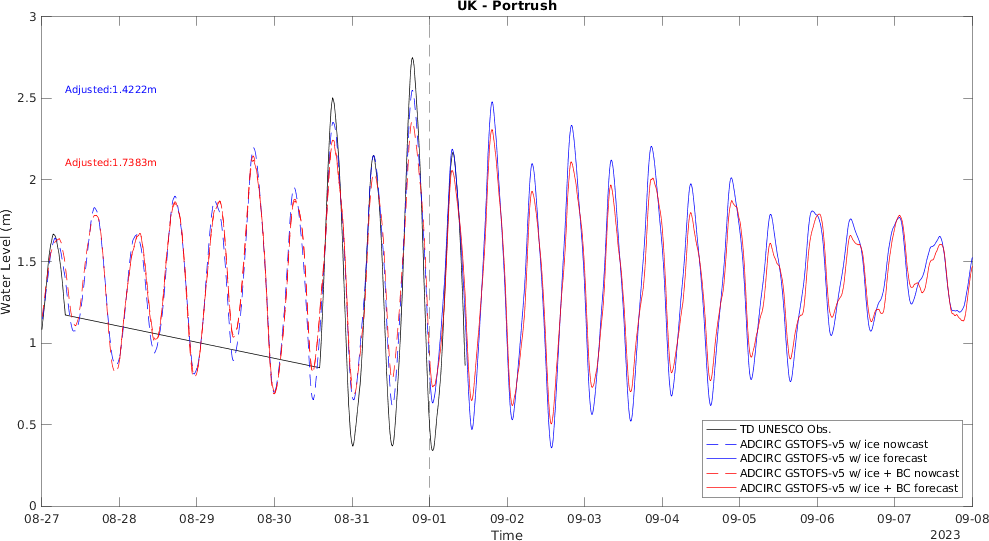 UK - Portrush
3
2.5
2
1.5
1
0.5
0
Water Level (m)
Adjusted:1.4222m
Adjusted:1.7383m
TD UNESCO Obs.
ADCIRC GSTOFS-v5 w/ ice nowcast
ADCIRC GSTOFS-v5 w/ ice forecast
ADCIRC GSTOFS-v5 w/ ice + BC nowcast
ADCIRC GSTOFS-v5 w/ ice + BC forecast
08-27 08-28 08-29 08-30 08-31 09-01 09-02 09-03 09-04 09-05 09-06 09-07 09-08
Time
2023